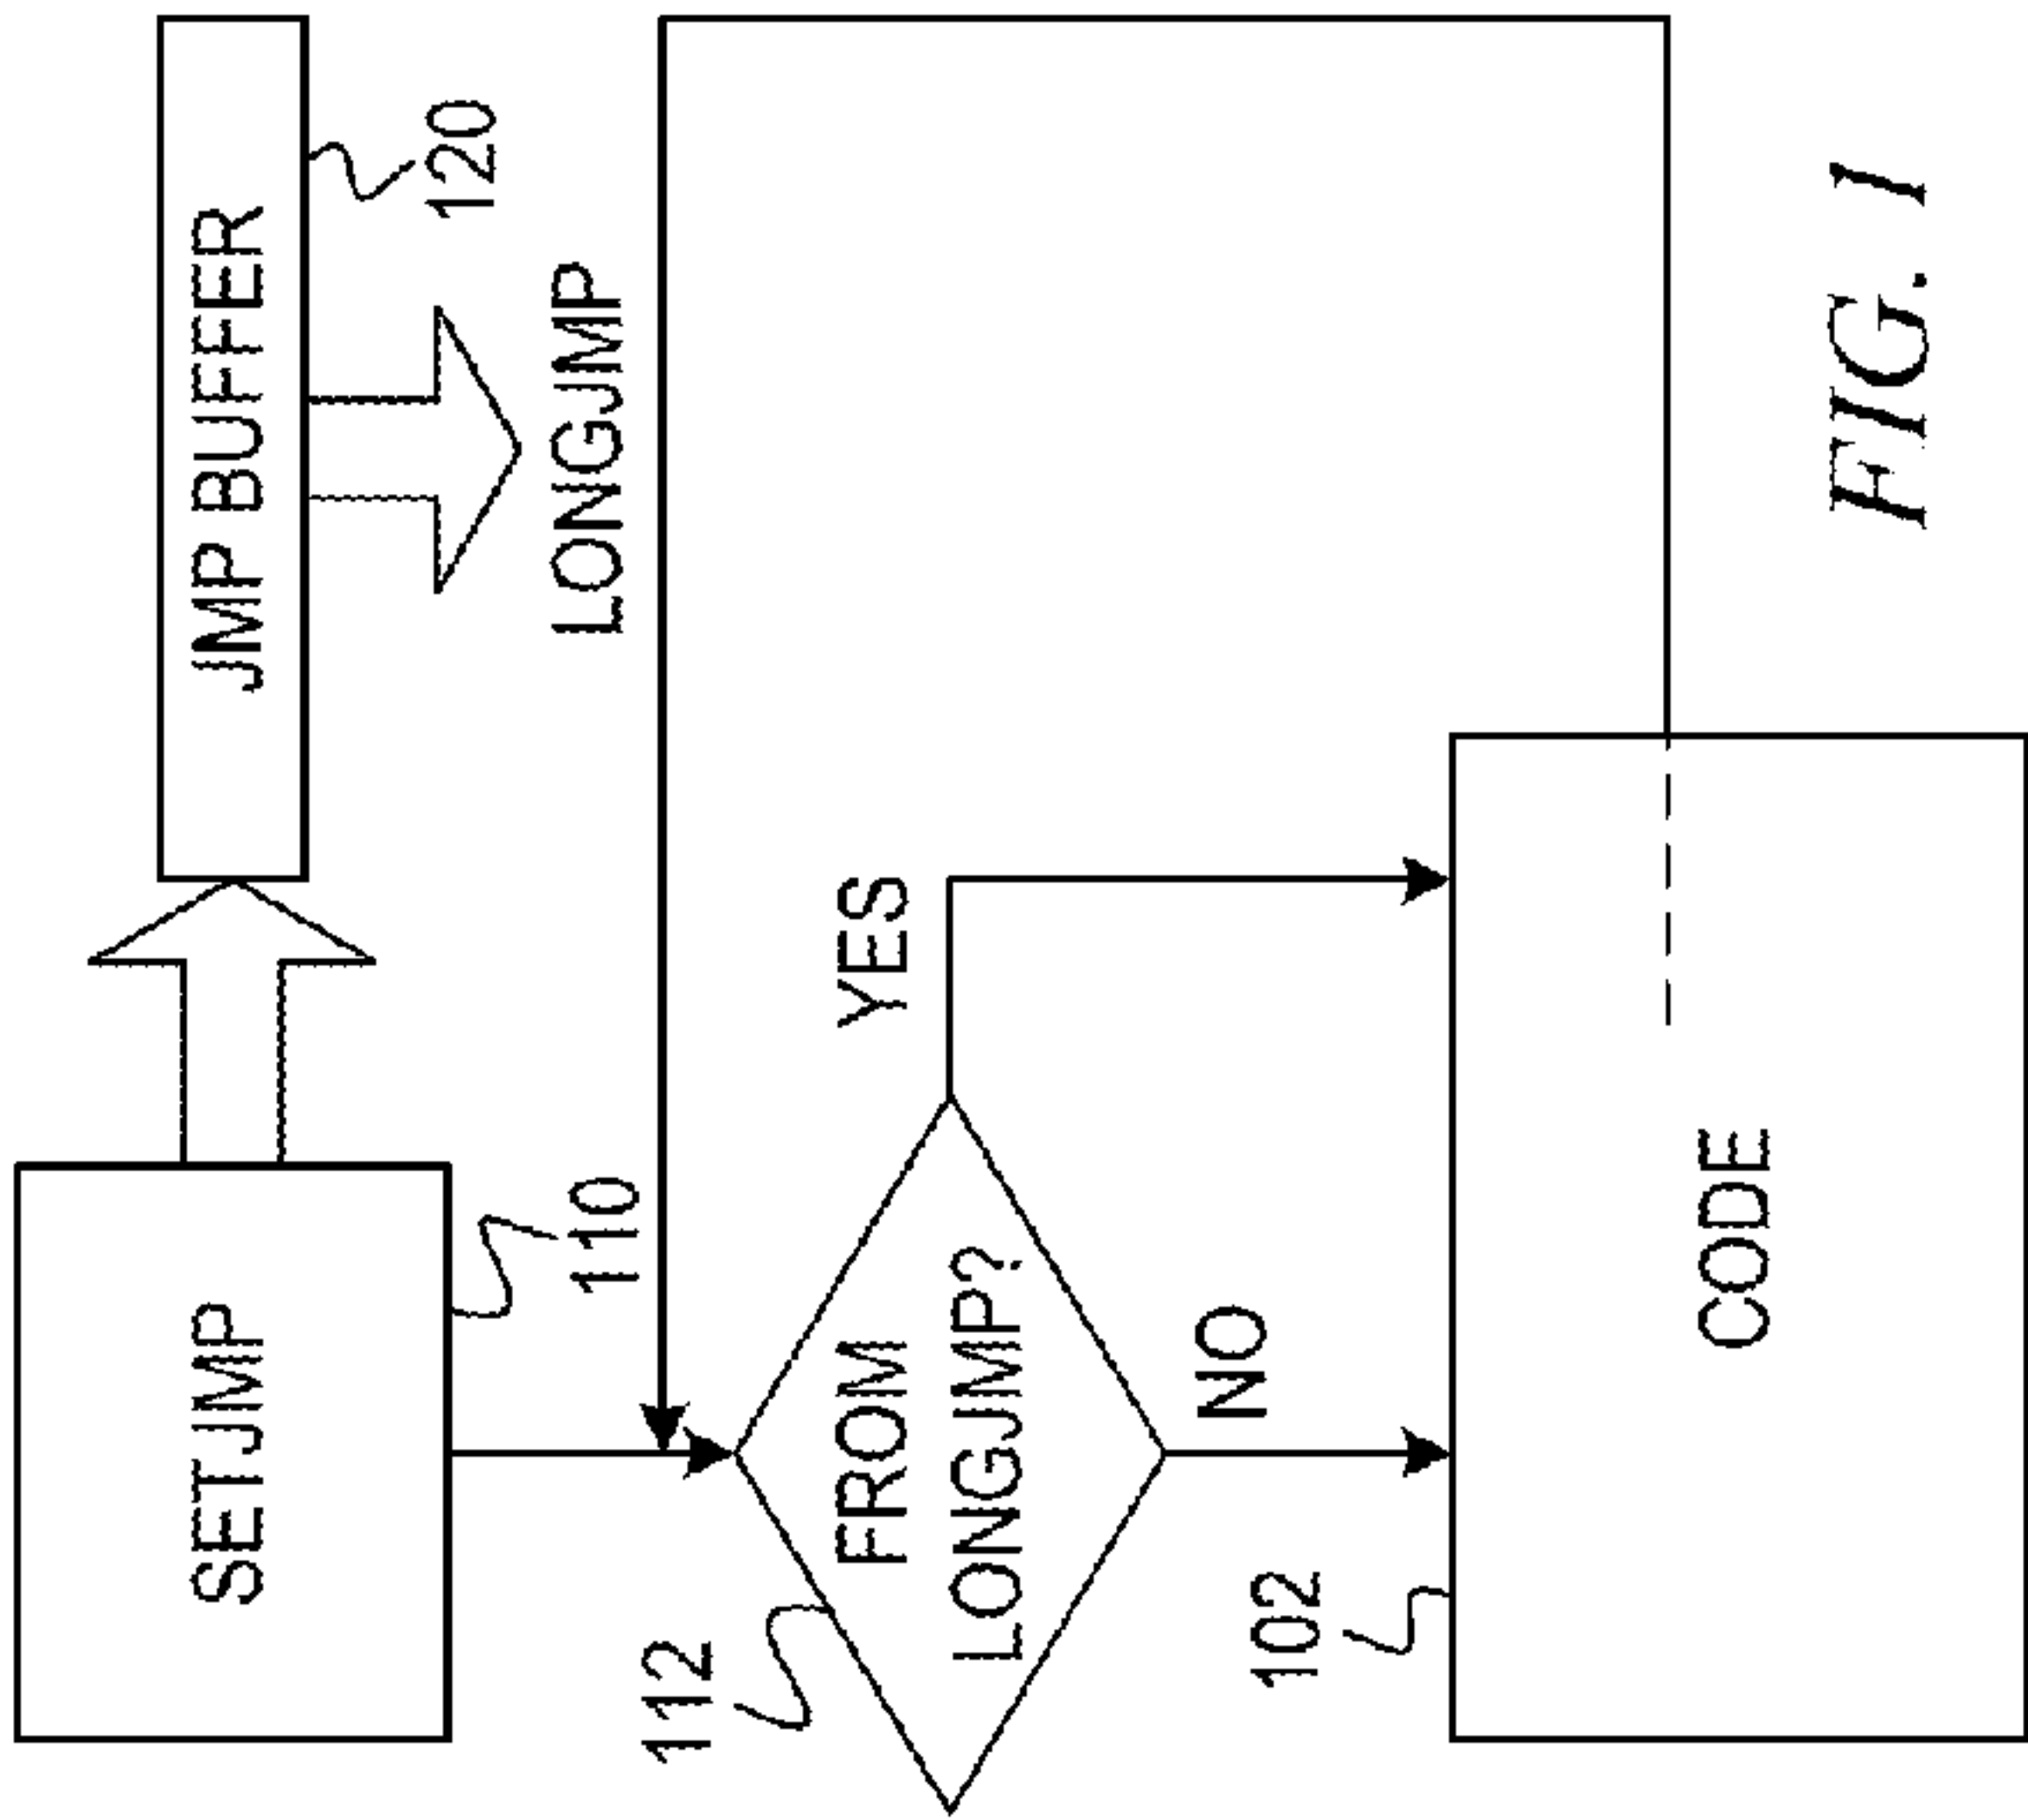 SETJMP
JMP BUFFER
110
120
LONGJMP
112
FROM
LONGJMP?
YES
NO
102
CODE
FIG. 1